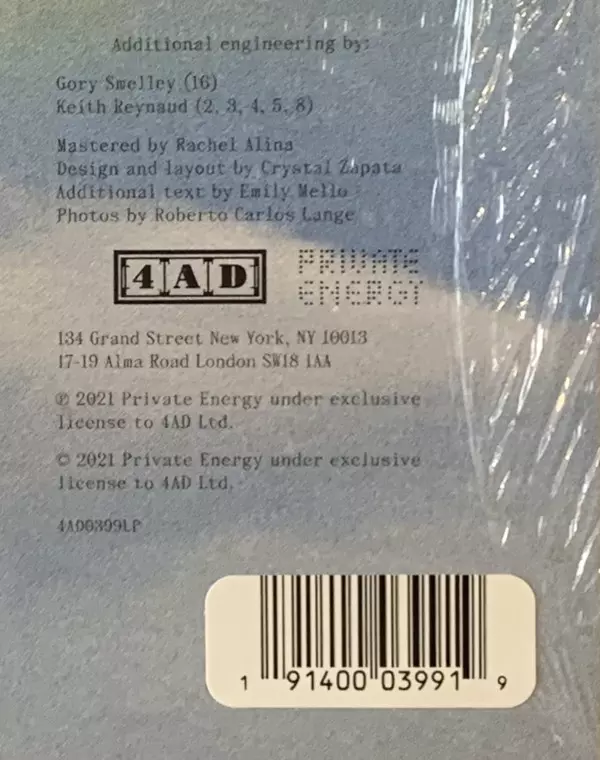 Additional engineering by:
Gory Smelley (16)
Keith Reynaud (2, 3, 4, 5, 8)
Mastered by Rachel Alina
Design and layout by Crystal Zapata
Additional text by Emily Mello
Photos by Roberto Carlos Lange
4AD
PRIVATE
ENERGY
134 Grand Street New York, NY 10013
17-19 Alma Road London SW18 1AA
℗ 2021 Private Energy under exclusive
license to 4AD Ltd.
© 2021 Private Energy under exclusive
license to 4AD Ltd.
4AD0399LP
1 91400 03991 9